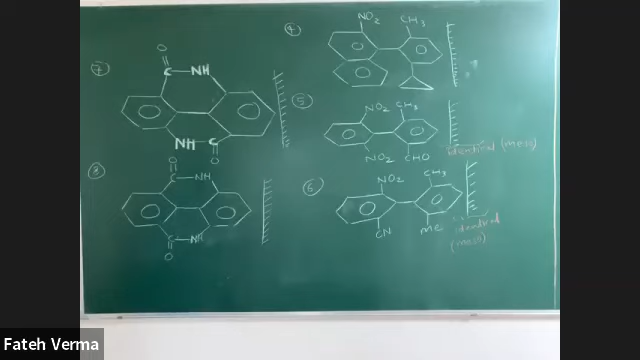 7
O
C—NH
NH—C
O
8
O
C—NH
C—NH
O
4
NO2
CH3
5
NO2
CH3
NO2
CHO
identical (meso)
6
NO2
CH3
CN
Me
identical
(meso)
Fateh Verma